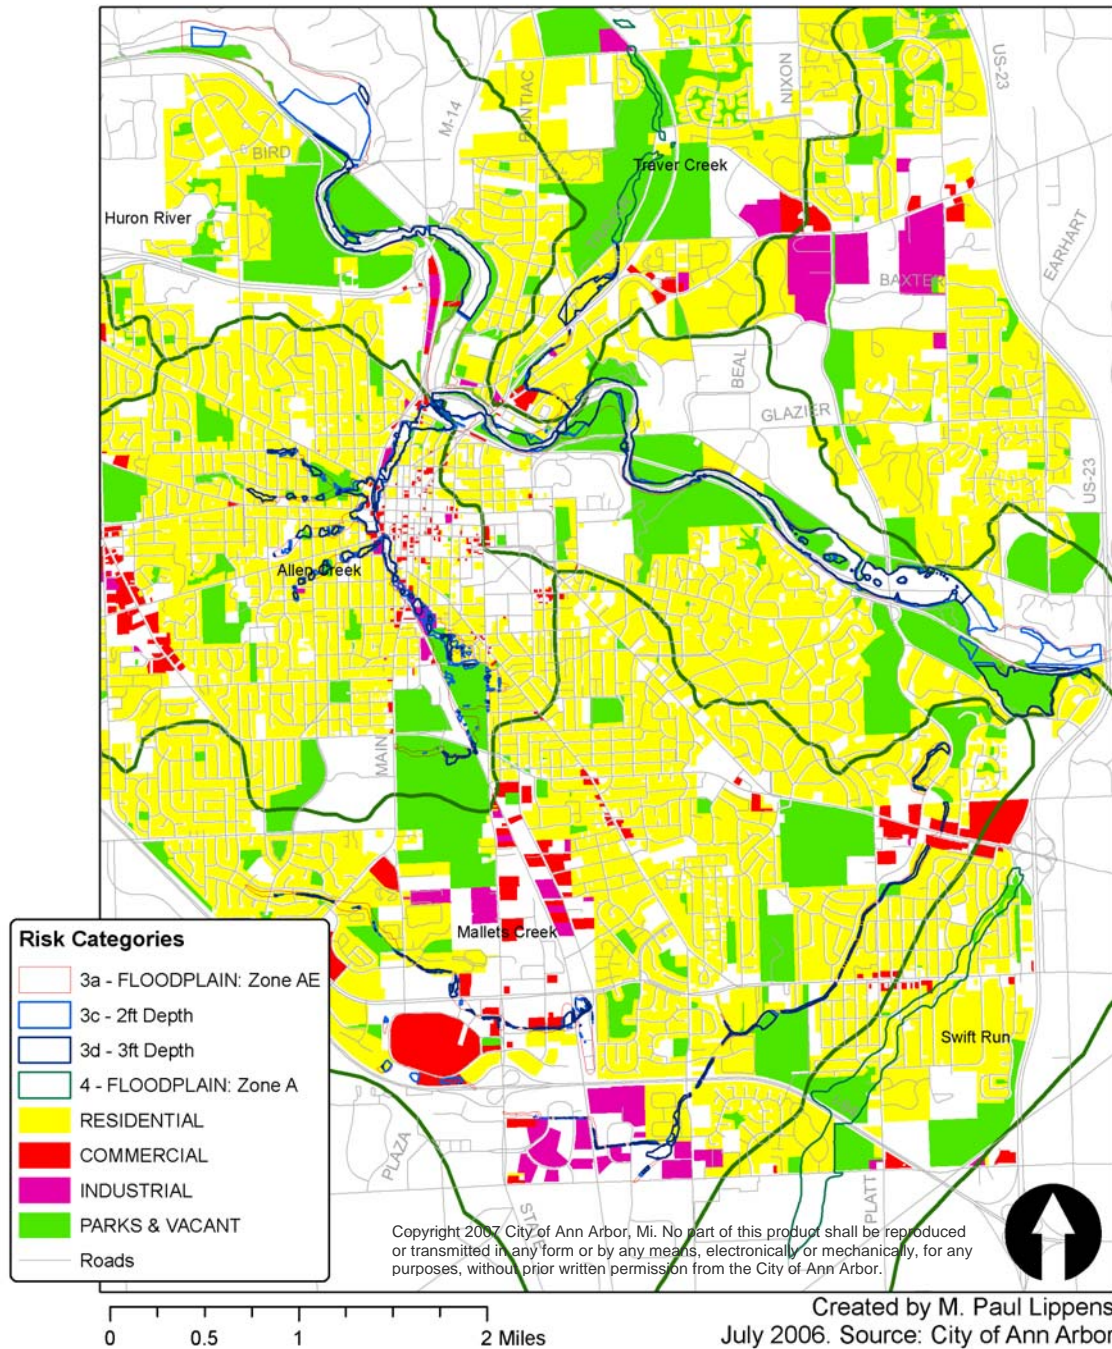 US-23
NIXON
PONTIAC
M-14
BIRD
Traver Creek
Huron River
EARHART
BAXTER
BEAL
GLAZIER
US-23
Allen Creek
MAIN
Mallets Creek
Swift Run
PLAZA
STATE
PLATT
Risk Categories
3a - FLOODPLAIN: Zone AE
3c - 2ft Depth
3d - 3ft Depth
4 - FLOODPLAIN: Zone A
RESIDENTIAL
COMMERCIAL
INDUSTRIAL
PARKS & VACANT
Roads
Copyright 2007 City of Ann Arbor, Mi. No part of this product shall be reproduced
or transmitted in any form or by any means, electronically or mechanically, for any
purposes, without prior written permission from the City of Ann Arbor.
0 0.5 1 2 Miles
Created by M. Paul Lippens
July 2006. Source: City of Ann Arbor